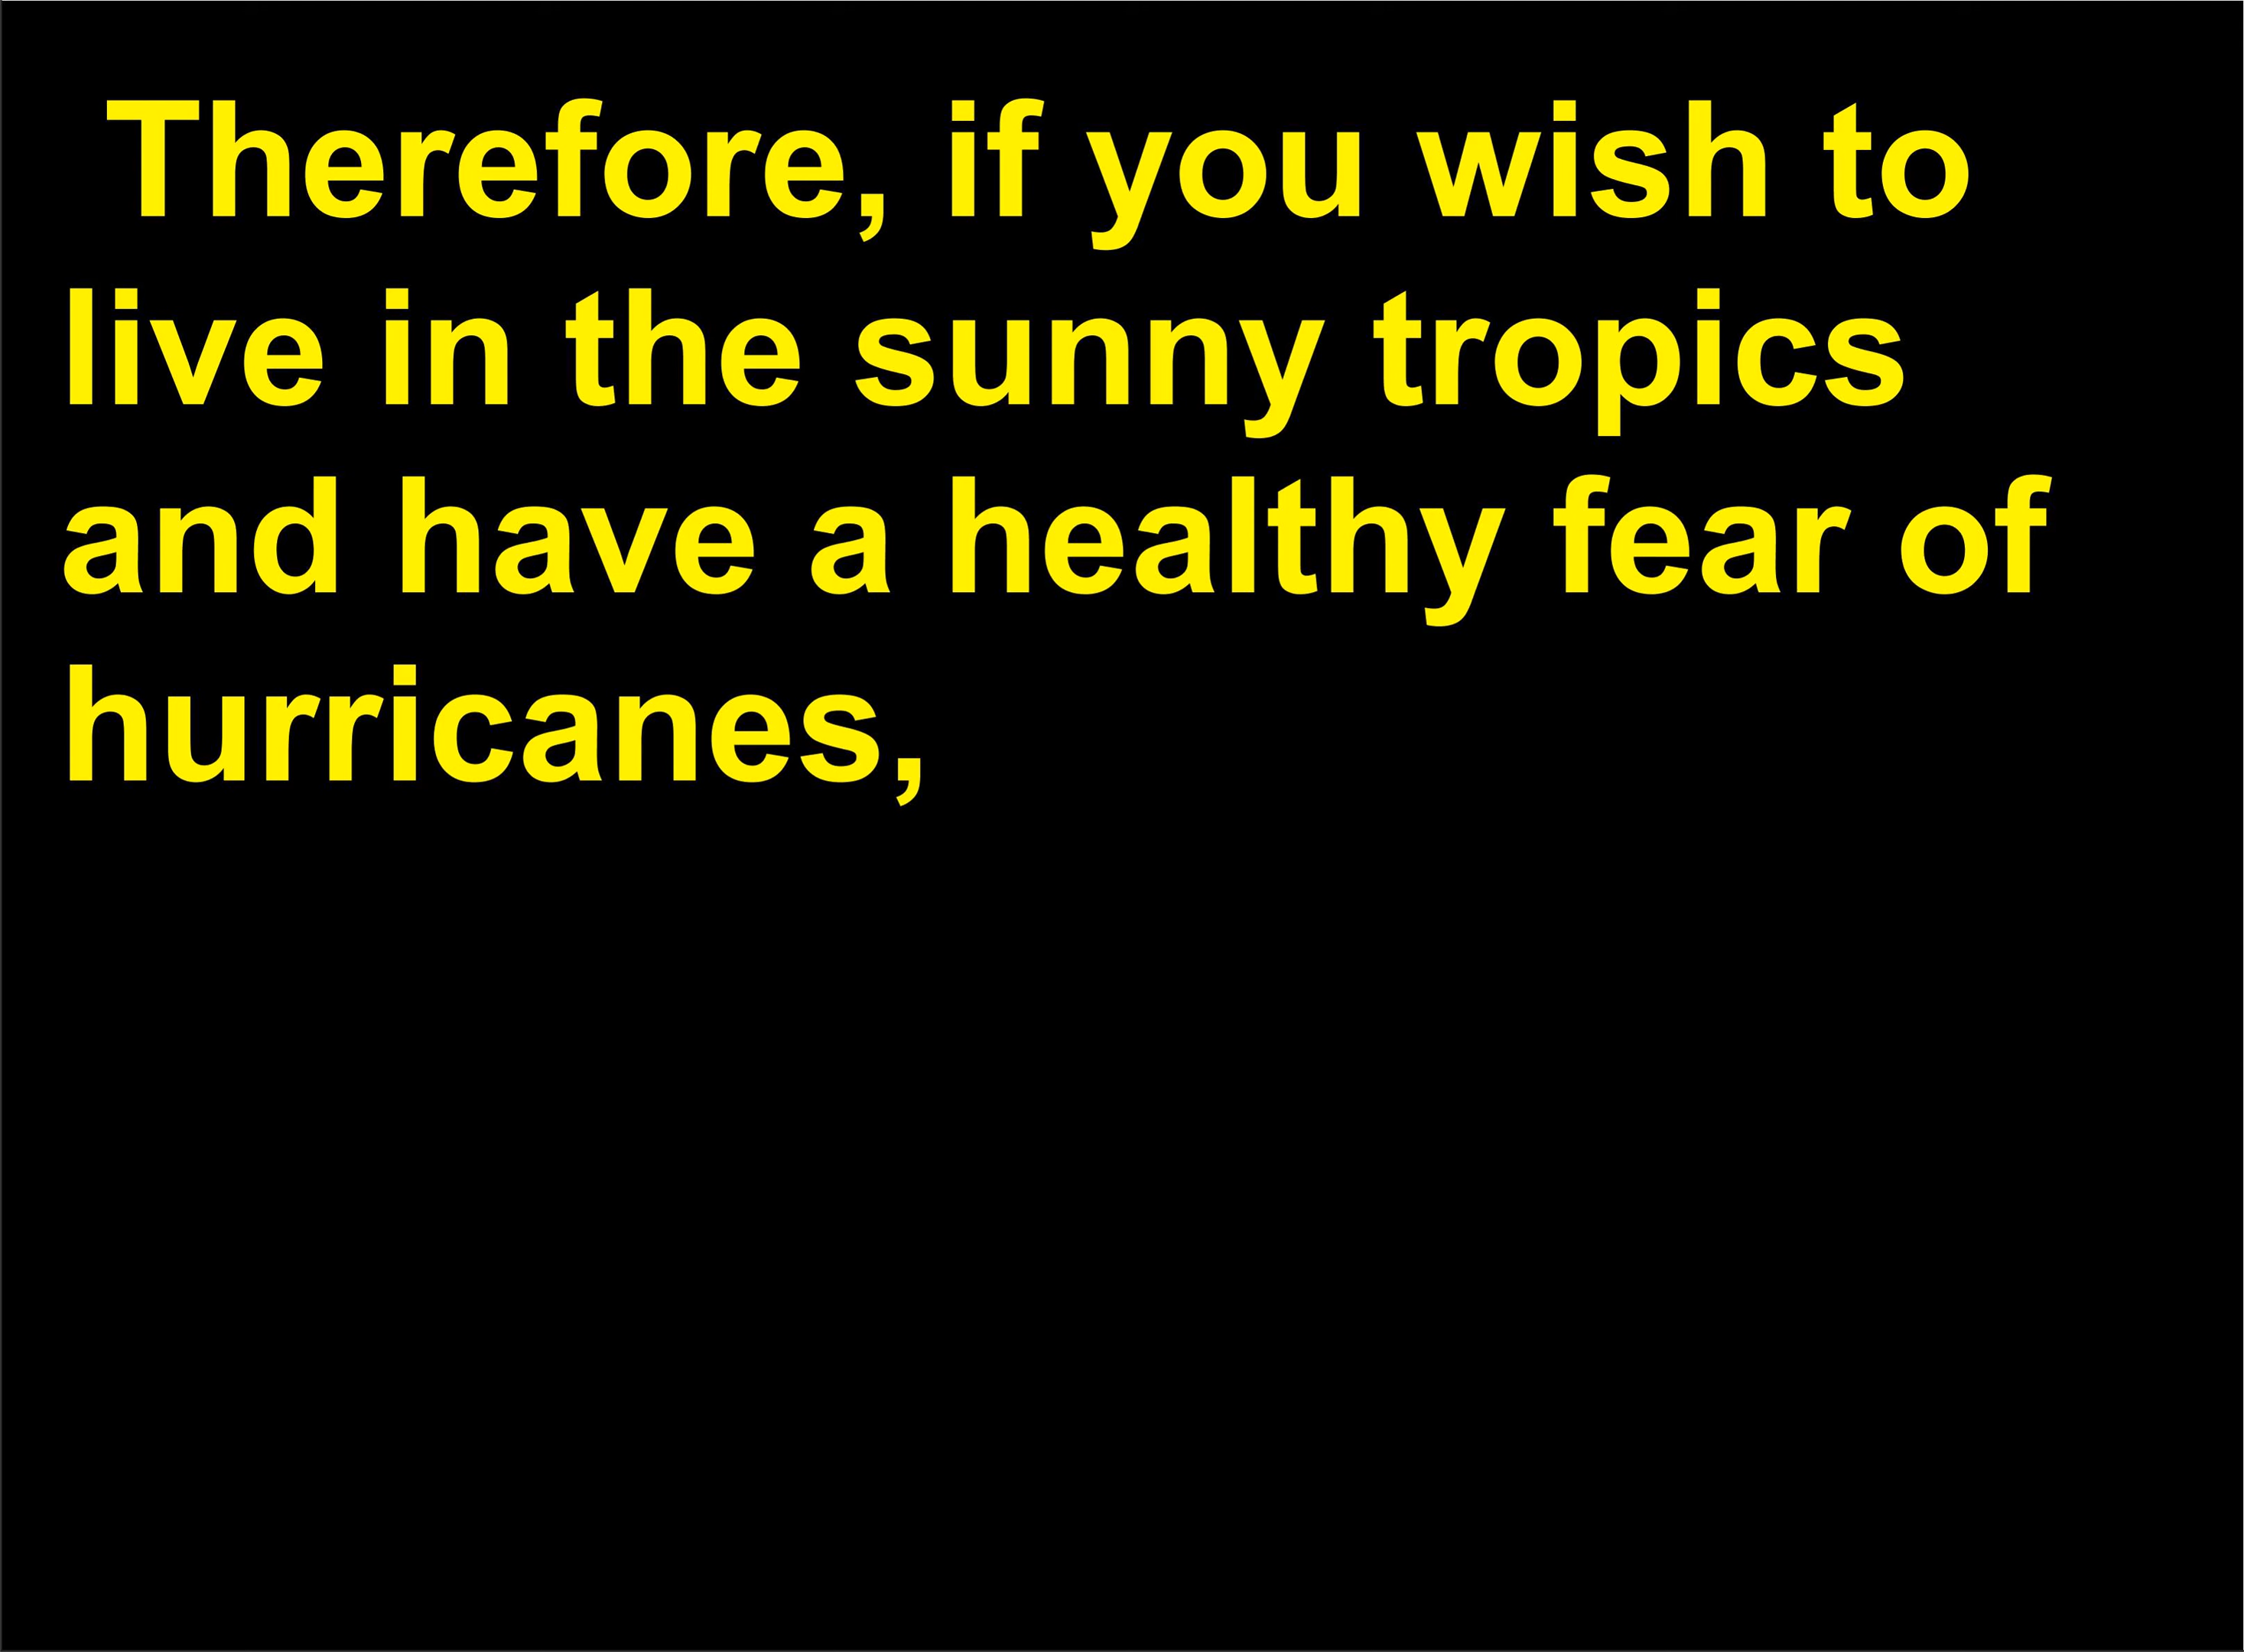 Therefore, if you wish to
live in the sunny tropics
and have a healthy fear of
hurricanes,